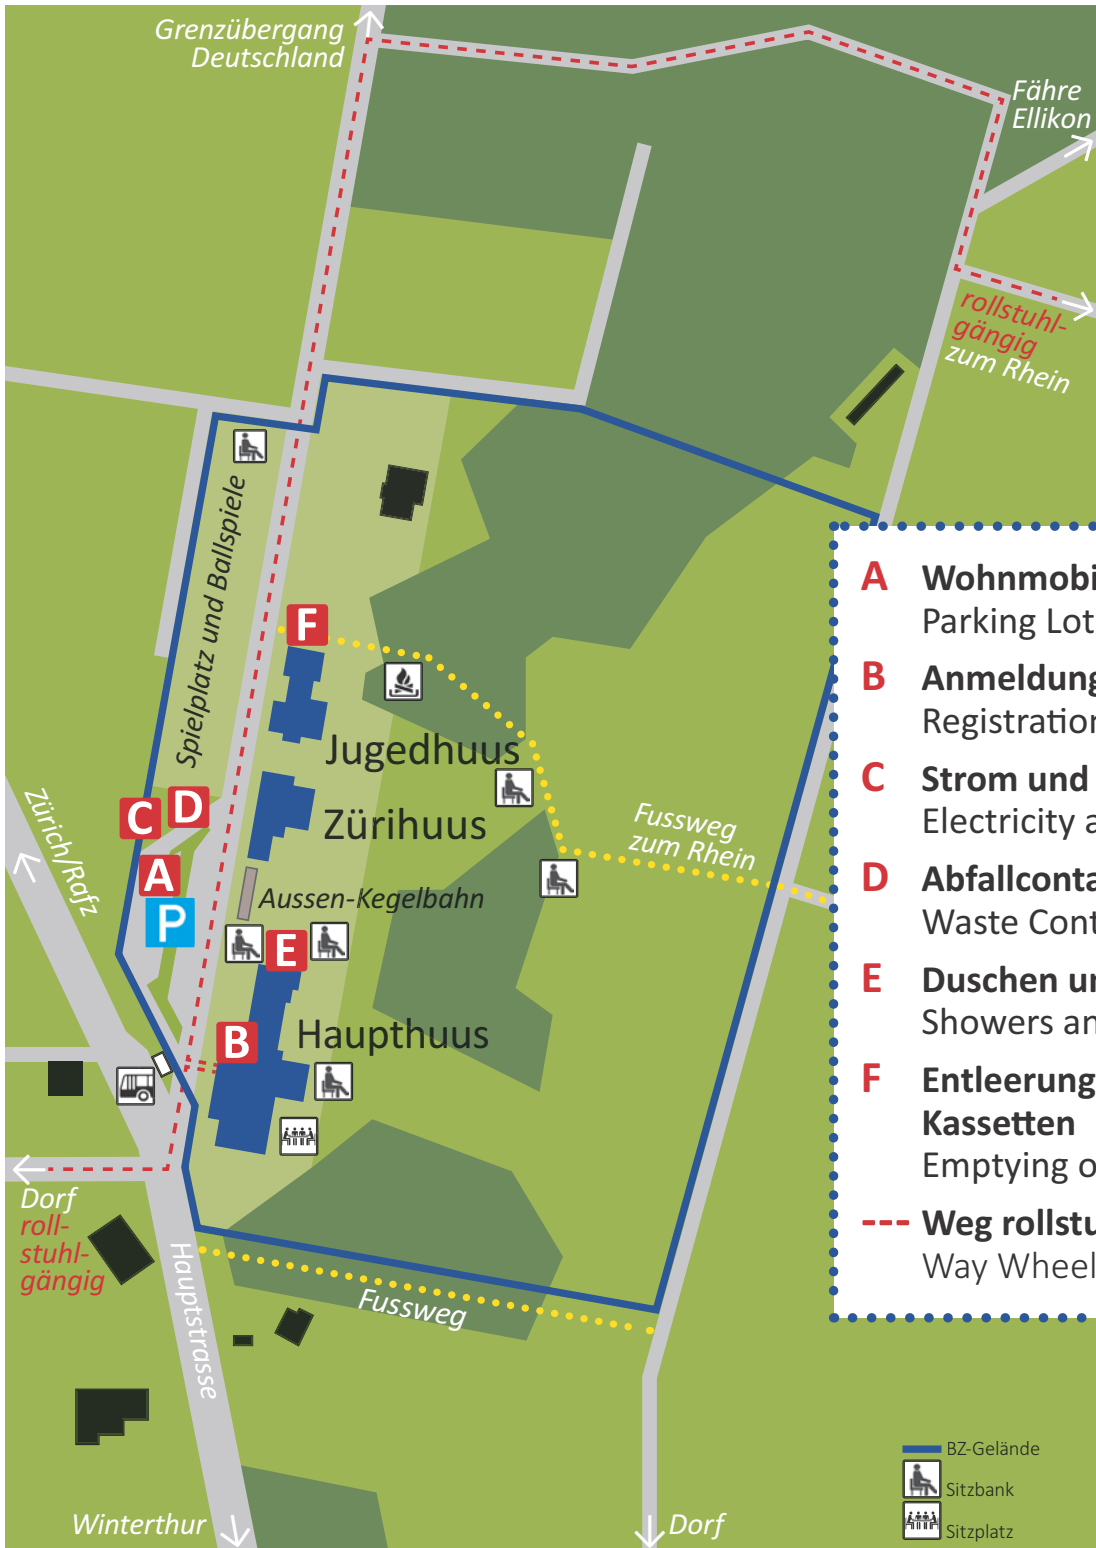 Grenzübergang
Deutschland
Fähre
Ellikon
rollstuhl-
gängig
zum Rhein
Spielplatz und Ballspiele
F
Jugedhuus
Zürihuus
C
D
A
P
Aussen-Kegelbahn
E
B
Haupthuus
Zürich/Rafz
Fussweg
zum Rhein
Dorf
roll-
stuhl-
gängig
Hauptstrasse
Fussweg
Winterthur
Dorf
A Wohnmobi
Parking Lot
B Anmeldung
Registration
C Strom und
Electricity a
D Abfallconta
Waste Cont
E Duschen un
Showers an
F Entleerung
Kassetten
Emptying o
Weg rollstu
Way Wheel
BZ-Gelände
Sitzbank
Sitzplatz